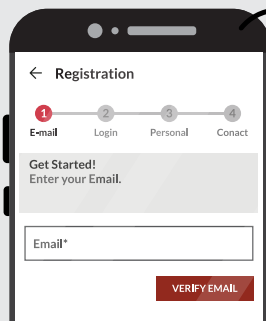 ← Registration
1 2 3 4
E-mail Login Personal Conact
Get Started!
Enter your Email.
Email*
VERIFY EMAIL